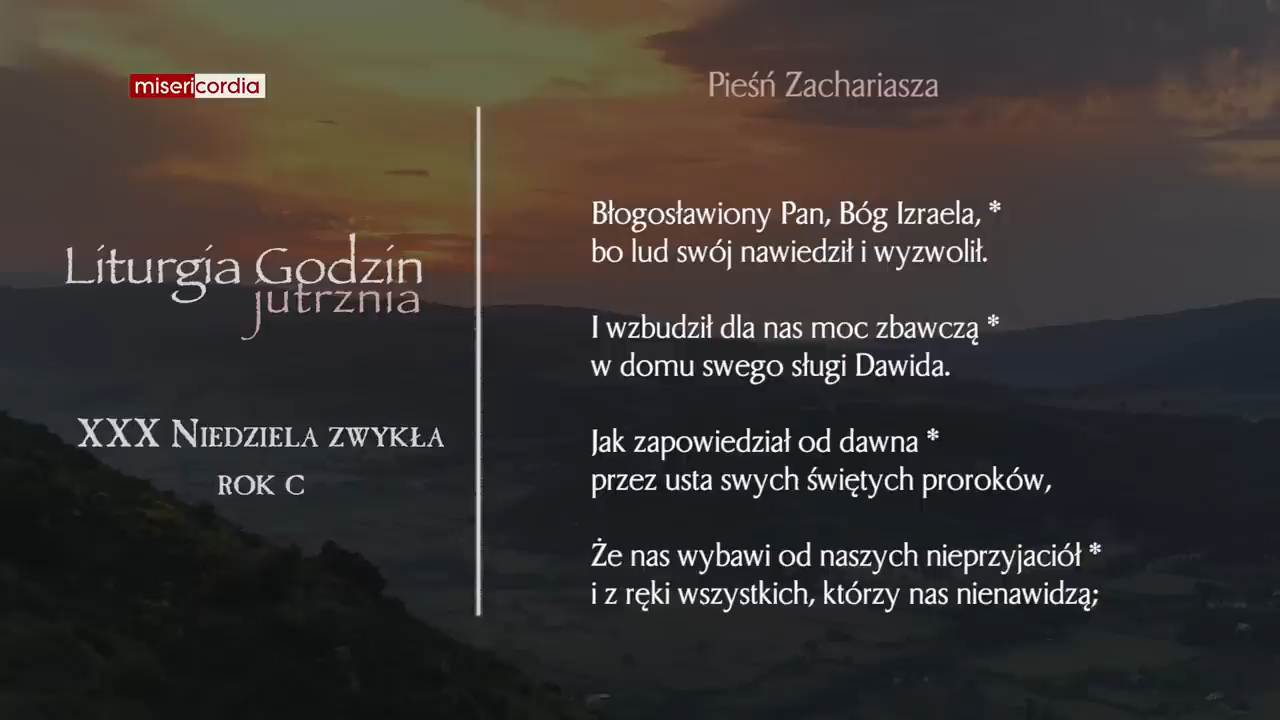 misericordia
Liturgia Godzin
jutrznia
XXX Niedziela zwykła
rok C
Pieśń Zachariasza
Błogosławiony Pan, Bóg Izraela, *
bo lud swój nawiedził i wyzwolił.
I wzbudził dla nas moc zbawczą *
w domu swego sługi Dawida.
Jak zapowiedział od dawna *
przez usta swych świętych proroków,
Że nas wybawi od naszych nieprzyjaciół *
i z ręki wszystkich, którzy nas nienawidzą;